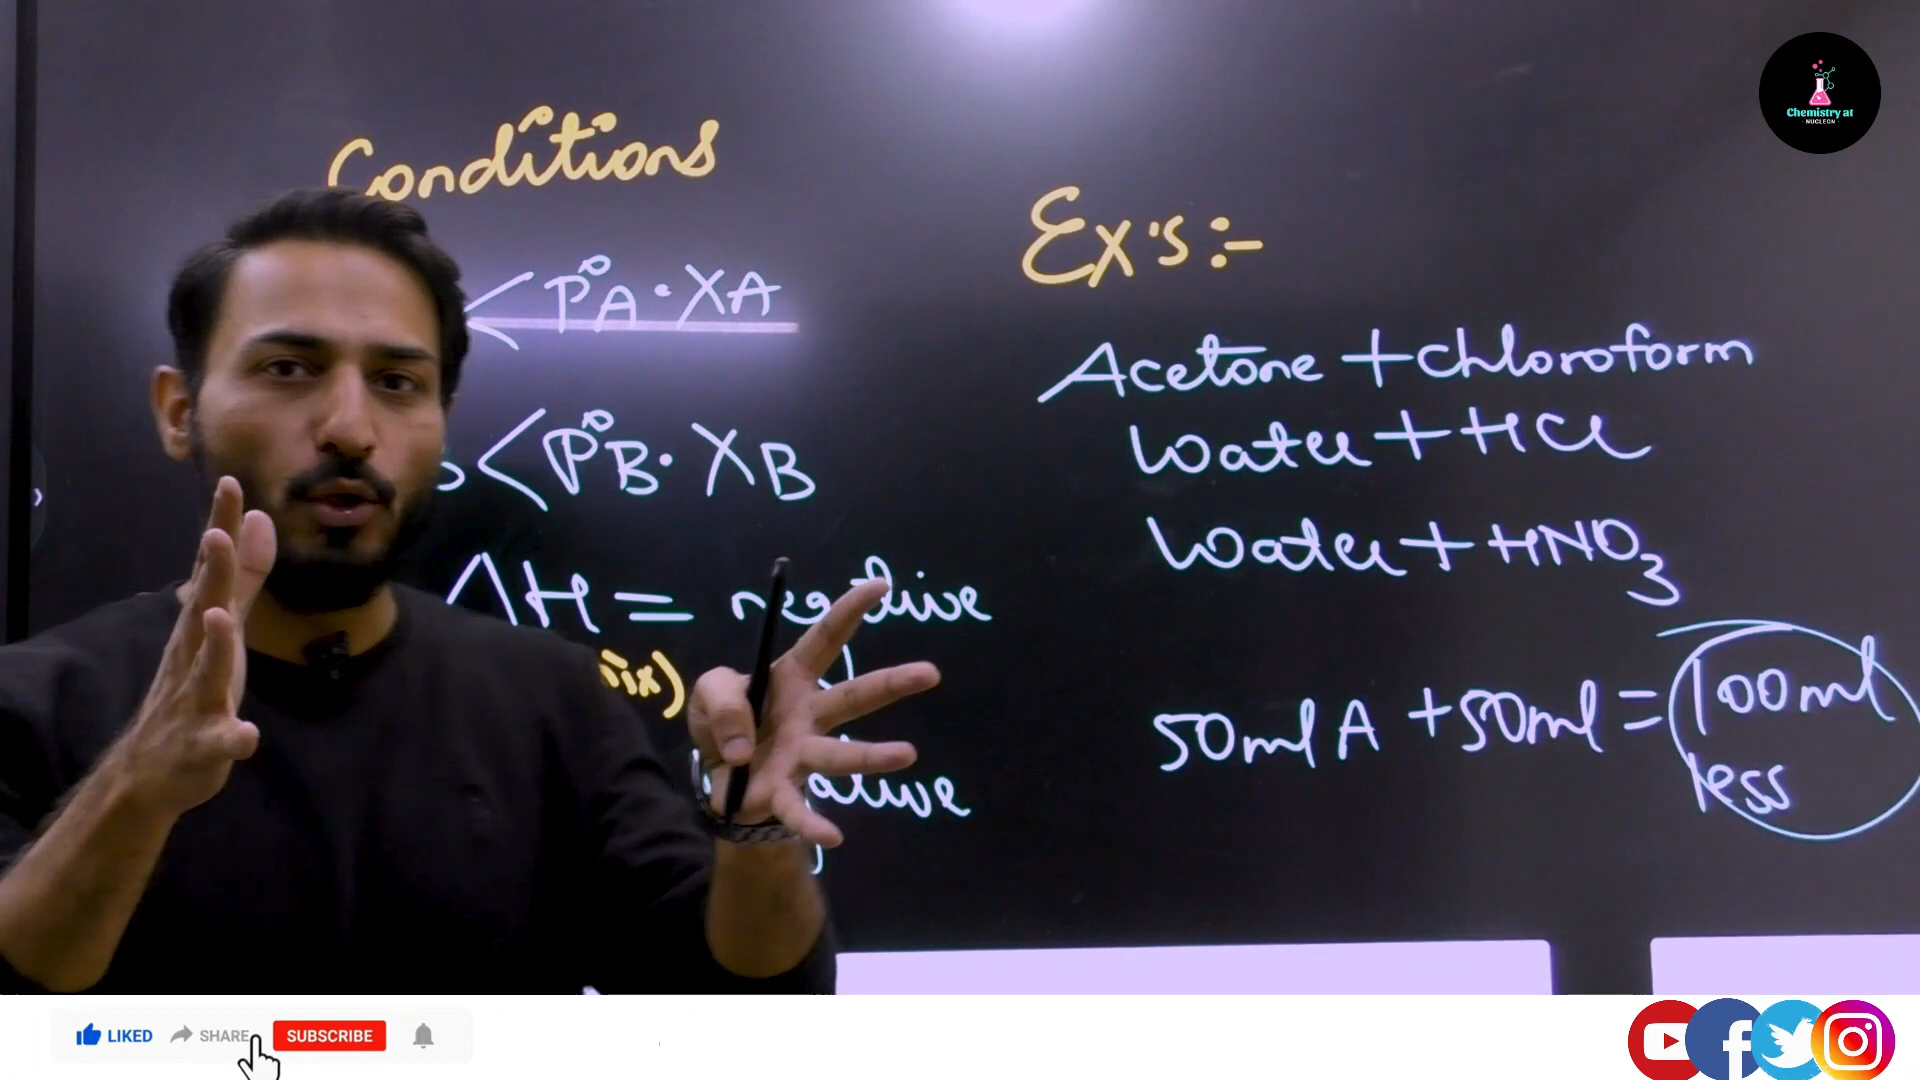 Chemistry at
NUCLEON
Conditions
< P°A · XA
< P°B · XB
ΔH = negative
Ex's :-
Acetone + chloroform
Water + HCl
Water + HNO3
50ml A + 50ml = 100ml
less
LIKED SHARE SUBSCRIBE